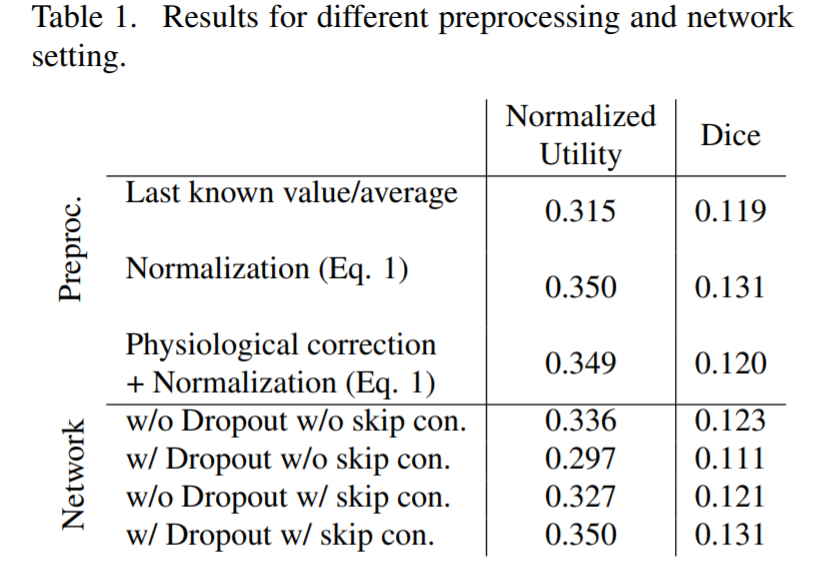 Table 1. Results for different preprocessing and network
setting.
Normalized
Utility
Dice
Preproc.
Last known value/average 0.315 0.119
Normalization (Eq. 1) 0.350 0.131
Physiological correction
+ Normalization (Eq. 1) 0.349 0.120
Network
w/o Dropout w/o skip con. 0.336 0.123
w/ Dropout w/o skip con. 0.297 0.111
w/o Dropout w/ skip con. 0.327 0.121
w/ Dropout w/ skip con. 0.350 0.131